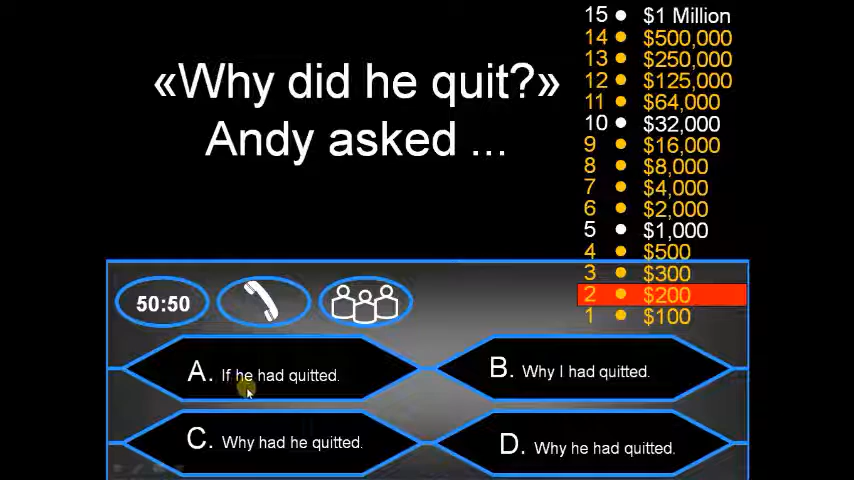 15 • $1 Million
14 • $500,000
13 • $250,000
12 • $125,000
11 • $64,000
10 • $32,000
9 • $16,000
8 • $8,000
7 • $4,000
6 • $2,000
5 • $1,000
4 • $500
3 • $300
2 • $200
1 • $100
«Why did he quit?»
Andy asked ...
50:50
A. If he had quitted.
B. Why I had quitted.
C. Why had he quitted.
D. Why he had quitted.